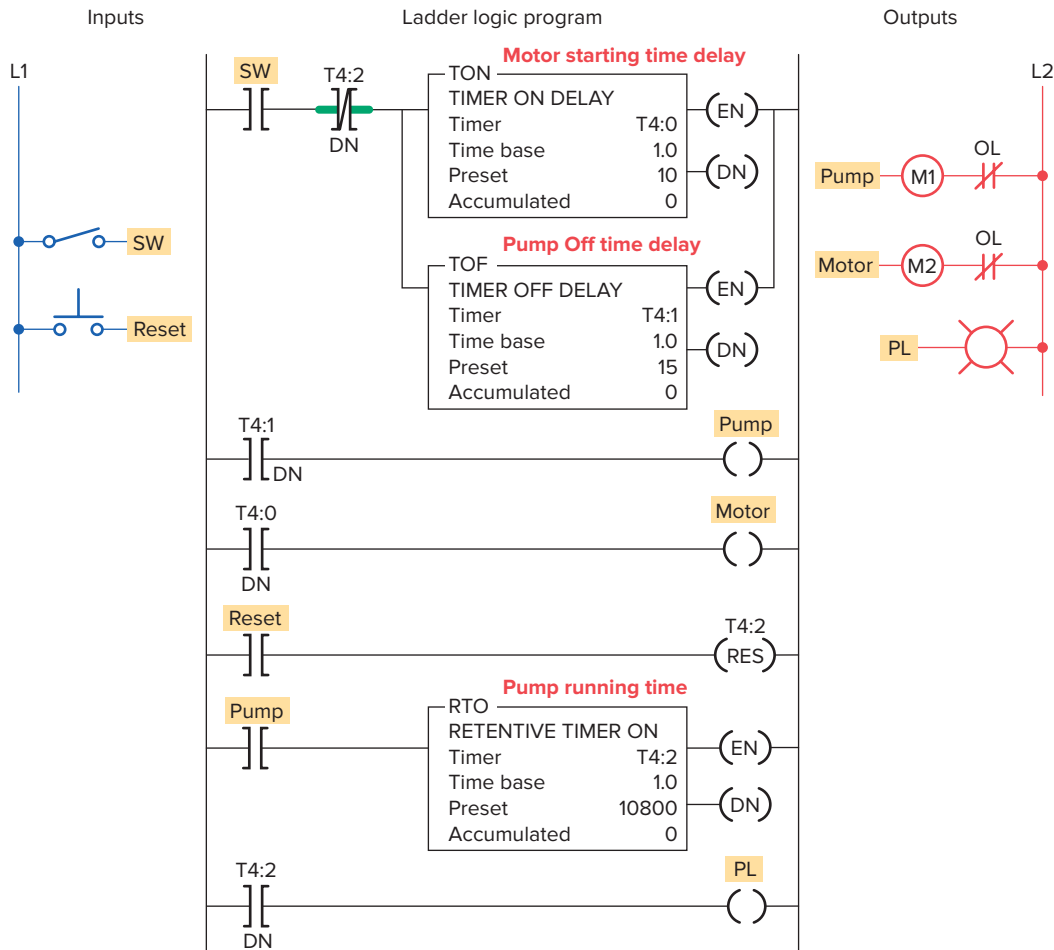 Inputs
Ladder logic program
Outputs
L1
L2
Motor starting time delay
SW
T4:2
DN
TON
TIMER ON DELAY
Timer T4:0
Time base 1.0
Preset 10
Accumulated 0
EN
DN
Pump Off time delay
TOF
TIMER OFF DELAY
Timer T4:1
Time base 1.0
Preset 15
Accumulated 0
EN
DN
SW
Reset
Pump M1 OL
Motor M2 OL
PL
T4:1
DN
Pump
T4:0
DN
Motor
Reset
T4:2
RES
Pump running time
Pump
RTO
RETENTIVE TIMER ON
Timer T4:2
Time base 1.0
Preset 10800
Accumulated 0
EN
DN
T4:2
DN
PL